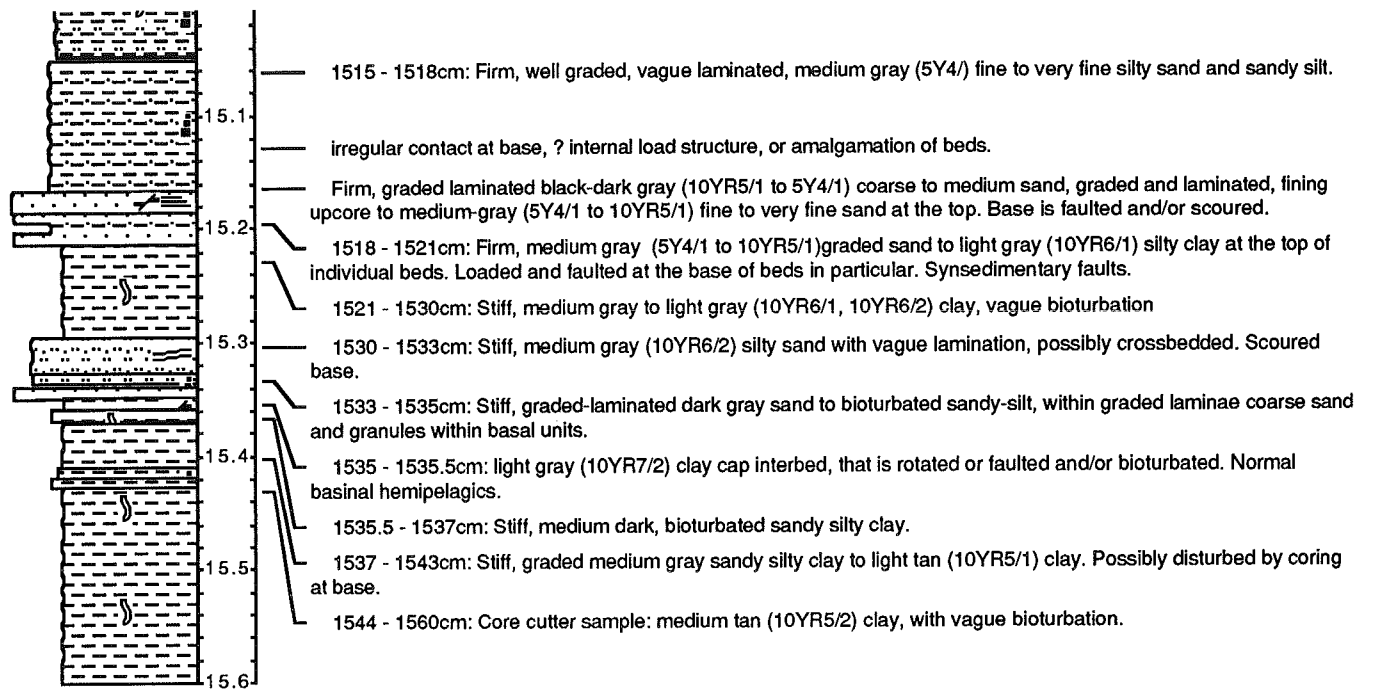 1515 - 1518cm: Firm, well graded, vague laminated, medium gray (5Y4/) fine to very fine silty sand and sandy silt.
15.1
irregular contact at base, ? internal load structure, or amalgamation of beds.
Firm, graded laminated black-dark gray (10YR5/1 to 5Y4/1) coarse to medium sand, graded and laminated, fining
upcore to medium-gray (5Y4/1 to 10YR5/1) fine to very fine sand at the top. Base is faulted and/or scoured.
15.2
1518 - 1521cm: Firm, medium gray (5Y4/1 to 10YR5/1)graded sand to light gray (10YR6/1) silty clay at the top of
individual beds. Loaded and faulted at the base of beds in particular. Synsedimentary faults.
1521 - 1530cm: Stiff, medium gray to light gray (10YR6/1, 10YR6/2) clay, vague bioturbation
15.3
1530 - 1533cm: Stiff, medium gray (10YR6/2) silty sand with vague lamination, possibly crossbedded. Scoured
base.
1533 - 1535cm: Stiff, graded-laminated dark gray sand to bioturbated sandy-silt, within graded laminae coarse sand
and granules within basal units.
15.4
1535 - 1535.5cm: light gray (10YR7/2) clay cap interbed, that is rotated or faulted and/or bioturbated. Normal
basinal hemipelagics.
1535.5 - 1537cm: Stiff, medium dark, bioturbated sandy silty clay.
15.5
1537 - 1543cm: Stiff, graded medium gray sandy silty clay to light tan (10YR5/1) clay. Possibly disturbed by coring
at base.
1544 - 1560cm: Core cutter sample: medium tan (10YR5/2) clay, with vague bioturbation.
15.6